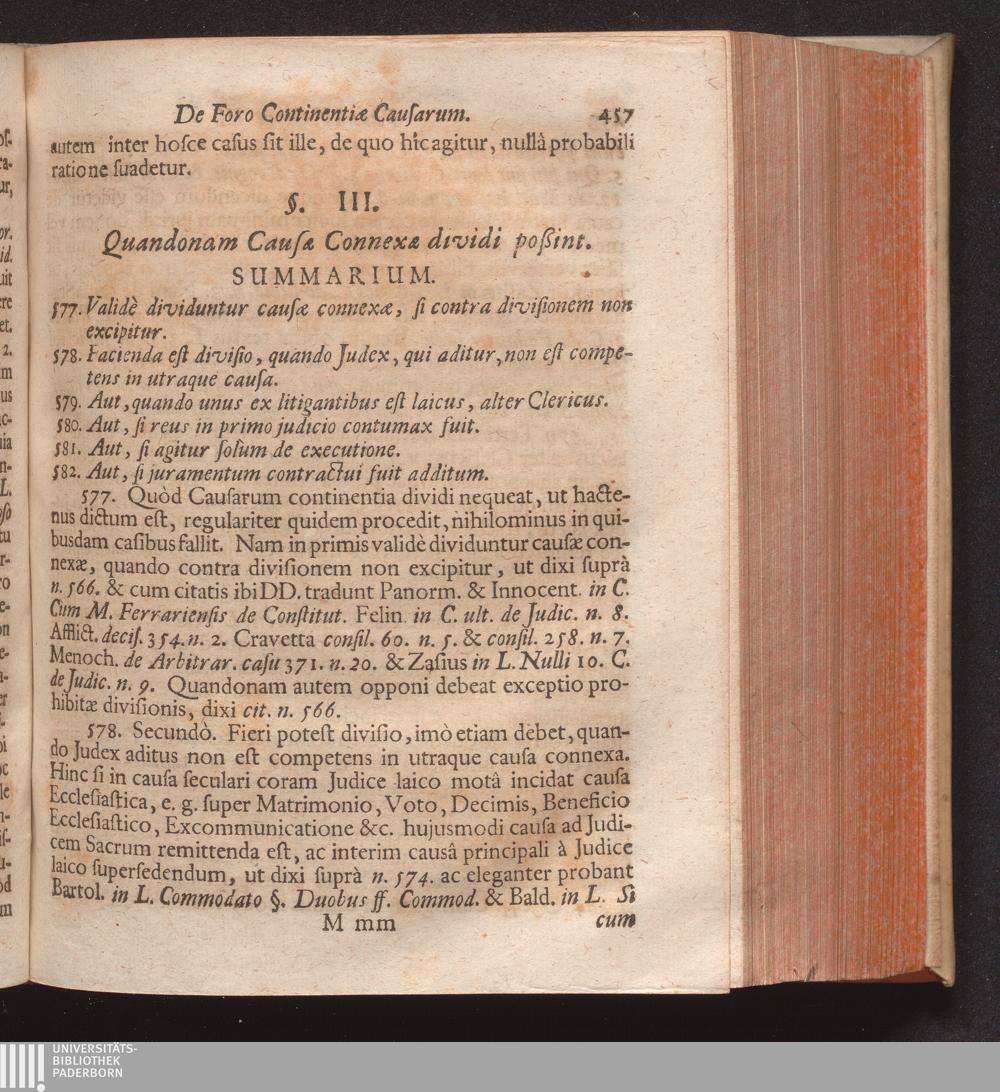 De Foro Continentiæ Cauſarum. 457
autem inter hoſce caſus ſit ille, de quo hìc agitur, nullâ probabili
ratione ſuadetur.
§. III.
Quandonam Cauſæ Connexæ dividi poßint.
SUMMARIUM.
577. Validè dividuntur cauſæ connexæ, ſi contra diviſionem non
excipitur.
578. Facienda eſt diviſio, quando Judex, qui aditur, non eſt compe-
tens in utraque cauſa.
579. Aut, quando unus ex litigantibus eſt laicus, alter Clericus.
580. Aut, ſi reus in primo judicio contumax fuit.
581. Aut, ſi agitur ſolùm de executione.
582. Aut, ſi juramentum contractui fuit additum.
577. Quòd Cauſarum continentia dividi nequeat, ut hacte-
nus dictum eſt, regulariter quidem procedit, nihilominus in qui-
busdam caſibus fallit. Nam in primis validè dividuntur cauſæ con-
nexæ, quando contra diviſionem non excipitur, ut dixi ſuprà
n. 566. & cum citatis ibi DD. tradunt Panorm. & Innocent. in C.
Cùm M. Ferrarienſis de Conſtitut. Felin. in C. ult. de Judic. n. 8.
Afflict. deciſ. 354. n. 2. Cravetta conſil. 60. n. 5. & conſil. 258. n. 7.
Menoch. de Arbitrar. caſu 371. n. 20. & Zaſius in L. Nulli 10. C.
de Judic. n. 9. Quandonam autem opponi debeat exceptio pro-
hibitæ diviſionis, dixi cit. n. 566.
578. Secundò. Fieri poteſt diviſio, imò etiam debet, quan-
do Judex aditus non eſt competens in utraque cauſa connexa.
Hinc ſi in cauſa ſeculari coram Judice laico motâ incidat cauſa
Eccleſiaſtica, e. g. ſuper Matrimonio, Voto, Decimis, Beneficio
Eccleſiaſtico, Excommunicatione &c. hujusmodi cauſa ad Judi-
cem Sacrum remittenda eſt, ac interim causâ principali à Judice
laico ſuperſedendum, ut dixi ſuprà n. 574. ac eleganter probant
Bartol. in L. Commodato §. Duobus ff. Commod. & Bald. in L. Si
M mm cum
UNIVERSITÄTS-
BIBLIOTHEK
PADERBORN